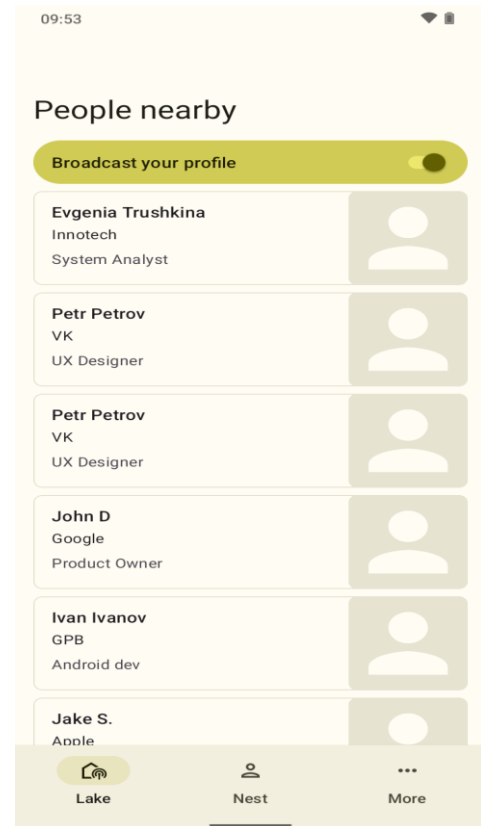 09:53
People nearby
Broadcast your profile
Evgenia Trushkina
Innotech
System Analyst
Petr Petrov
VK
UX Designer
Petr Petrov
VK
UX Designer
John D
Google
Product Owner
Ivan Ivanov
GPB
Android dev
Jake S.
Apple
Lake
Nest
More